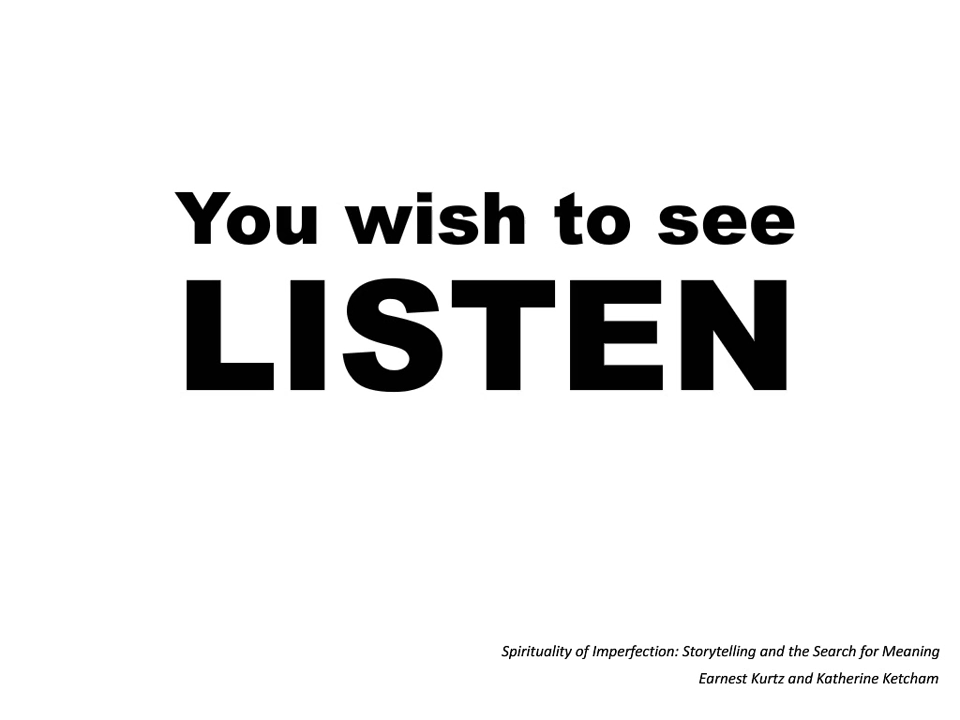 You wish to see
LISTEN
Spirituality of Imperfection: Storytelling and the Search for Meaning
Earnest Kurtz and Katherine Ketcham